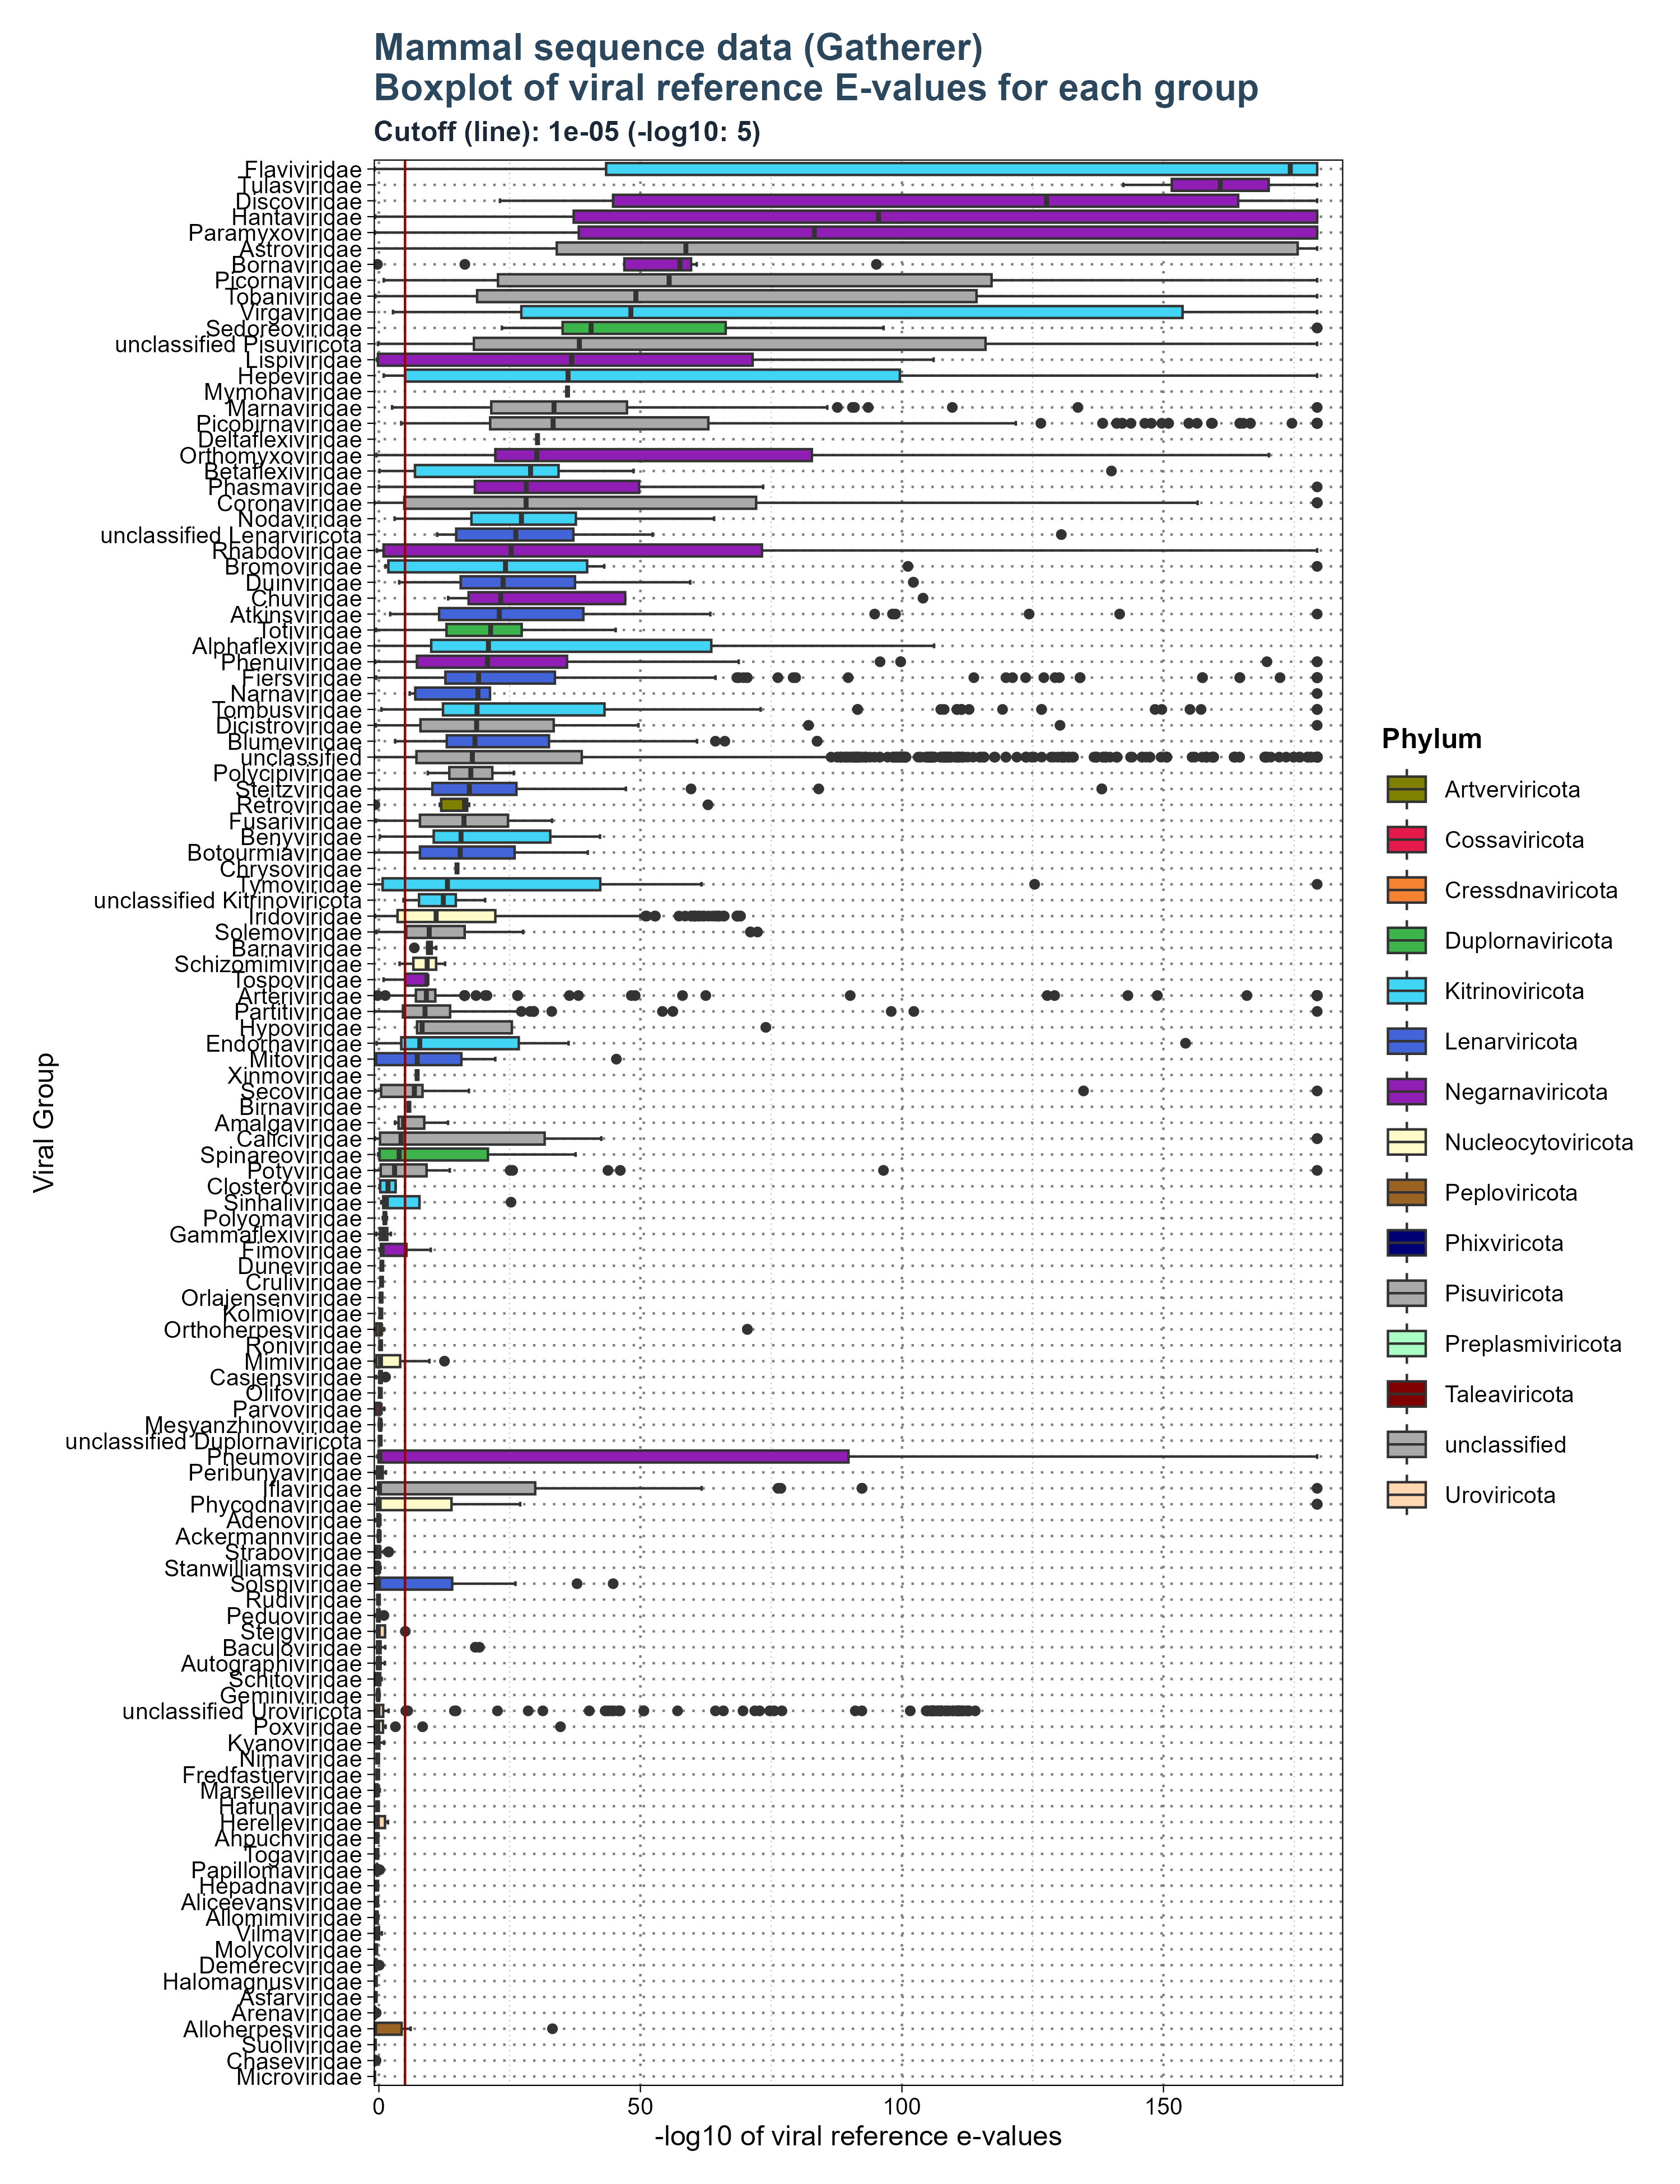 Mammal sequence data (Gatherer)
Boxplot of viral reference E-values for each group
Cutoff (line): 1e-05 (-log10: 5)
Viral Group
Flaviviridae
Tulasviridae
Discoviridae
Hantaviridae
Paramyxoviridae
Astroviridae
Bornaviridae
Picornaviridae
Tobaniviridae
Virgaviridae
Sedoreoviridae
unclassified Pisuviricota
Lispiviridae
Hepeviridae
Mymonaviridae
Marnaviridae
Picobirnaviridae
Deltaflexiviridae
Orthomyxoviridae
Betaflexiviridae
Phasmaviridae
Coronaviridae
Nodaviridae
unclassified Lenarviricota
Rhabdoviridae
Bromoviridae
Duinviridae
Chuviridae
Atkinsviridae
Totiviridae
Alphaflexiviridae
Phenuiviridae
Fiersviridae
Narnaviridae
Tombusviridae
Dicistroviridae
Blumeviridae
unclassified
Polycipiviridae
Steitzviridae
Retroviridae
Fusariviridae
Benyviridae
Botourmiaviridae
Chrysoviridae
Tymoviridae
unclassified Kitrinoviricota
Iridoviridae
Solemoviridae
Barnaviridae
Schizomimiviridae
Tospoviridae
Arteriviridae
Partitiviridae
Hypoviridae
Endornaviridae
Mitoviridae
Xinmoviridae
Secoviridae
Birnaviridae
Amalgaviridae
Caliciviridae
Spinareoviridae
Potyviridae
Closteroviridae
Sinhaliviridae
Polyomaviridae
Gammaflexiviridae
Fimoviridae
Duneviridae
Cruliviridae
Orlajensenviridae
Kolmioviridae
Orthoherpesviridae
Roniviridae
Mimiviridae
Casjensviridae
Olifoviridae
Parvoviridae
Mesyanzhinovviridae
unclassified Duplornaviricota
Pneumoviridae
Peribunyaviridae
Iflaviridae
Phycodnaviridae
Adenoviridae
Ackermannviridae
Straboviridae
Stanwilliamsviridae
Solspiviridae
Rudiviridae
Peduoviridae
Steigviridae
Baculoviridae
Autographiviridae
Schitoviridae
Geminiviridae
unclassified Uroviricota
Poxviridae
Kyanoviridae
Nimaviridae
Fredfastierviridae
Marseilleviridae
Hafunaviridae
Herelleviridae
Ahpuchviridae
Togaviridae
Papillomaviridae
Hepadnaviridae
Aliceevansviridae
Allomimiviridae
Vilmaviridae
Molycolviridae
Demerecviridae
Halomagnusviridae
Asfarviridae
Arenaviridae
Alloherpesviridae
Suoliviridae
Chaseviridae
Microviridae
0
50
100
150
-log10 of viral reference e-values
Phylum
Artverviricota
Cossaviricota
Cressdnaviricota
Duplornaviricota
Kitrinoviricota
Lenarviricota
Negarnaviricota
Nucleocytoviricota
Peploviricota
Phixviricota
Pisuviricota
Preplasmiviricota
Taleaviricota
unclassified
Uroviricota